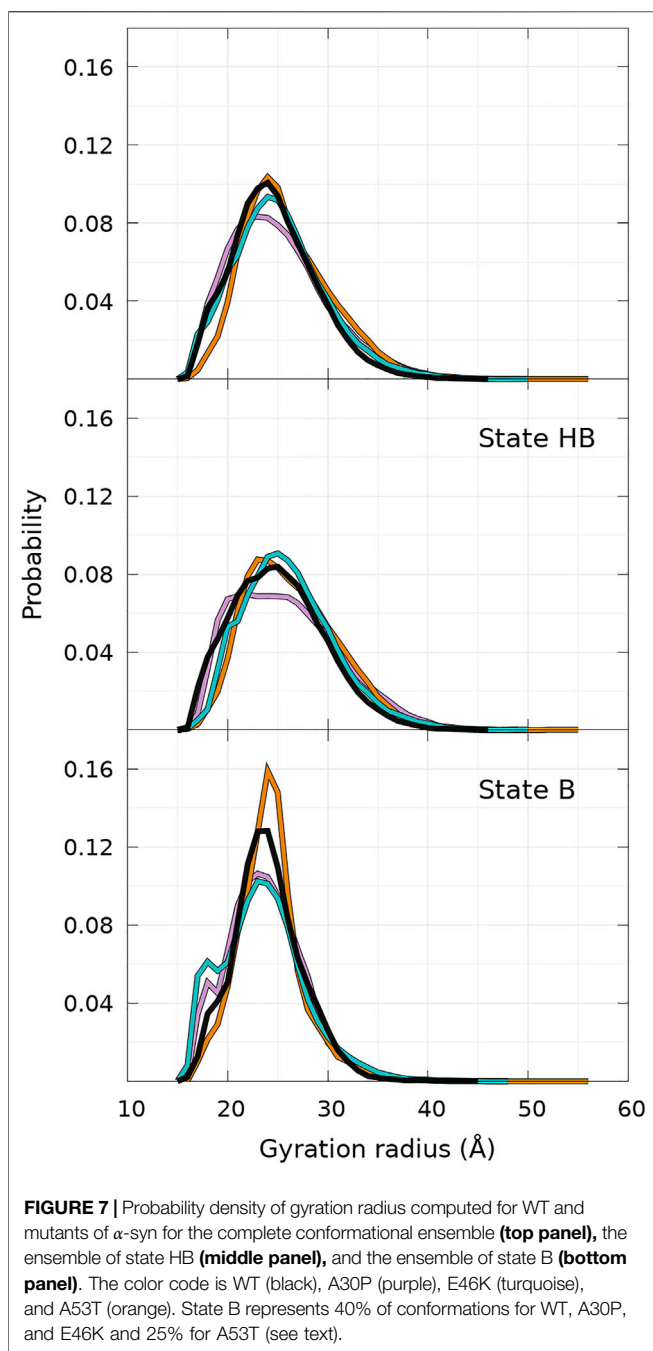 0.16
0.12
0.08
0.04
State HB
0.16
0.12
0.08
0.04
Probability
State B
0.16
0.12
0.08
0.04
10 20 30 40 50 60
Gyration radius (Å)
FIGURE 7 | Probability density of gyration radius computed for WT and
mutants of α-syn for the complete conformational ensemble (top panel), the
ensemble of state HB (middle panel), and the ensemble of state B (bottom
panel). The color code is WT (black), A30P (purple), E46K (turquoise),
and A53T (orange). State B represents 40% of conformations for WT, A30P,
and E46K and 25% for A53T (see text).